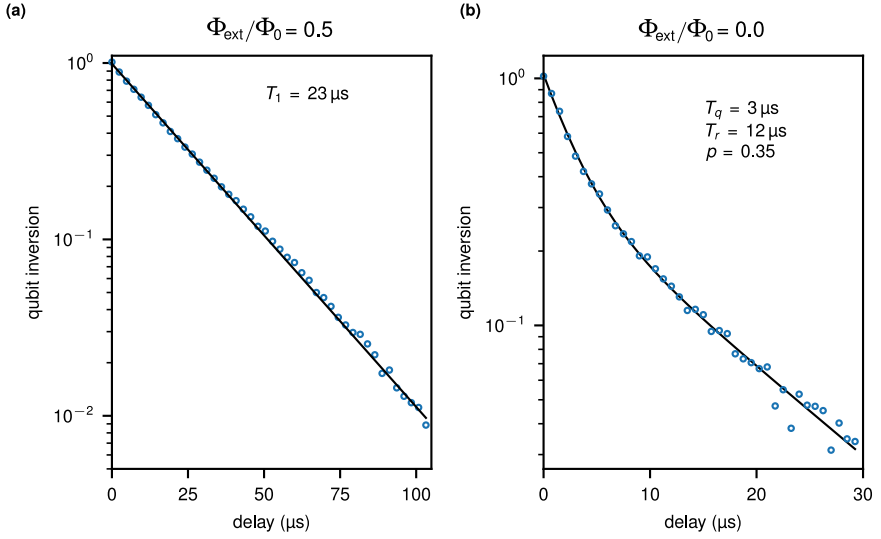 (a)
Φext/Φ0 = 0.5
T1 = 23 μs
10^0
10^−1
10^−2
qubit inversion
0 25 50 75 100
delay (μs)
(b)
Φext/Φ0 = 0.0
Tq = 3 μs
Tr = 12 μs
p = 0.35
10^0
10^−1
qubit inversion
0 10 20 30
delay (μs)